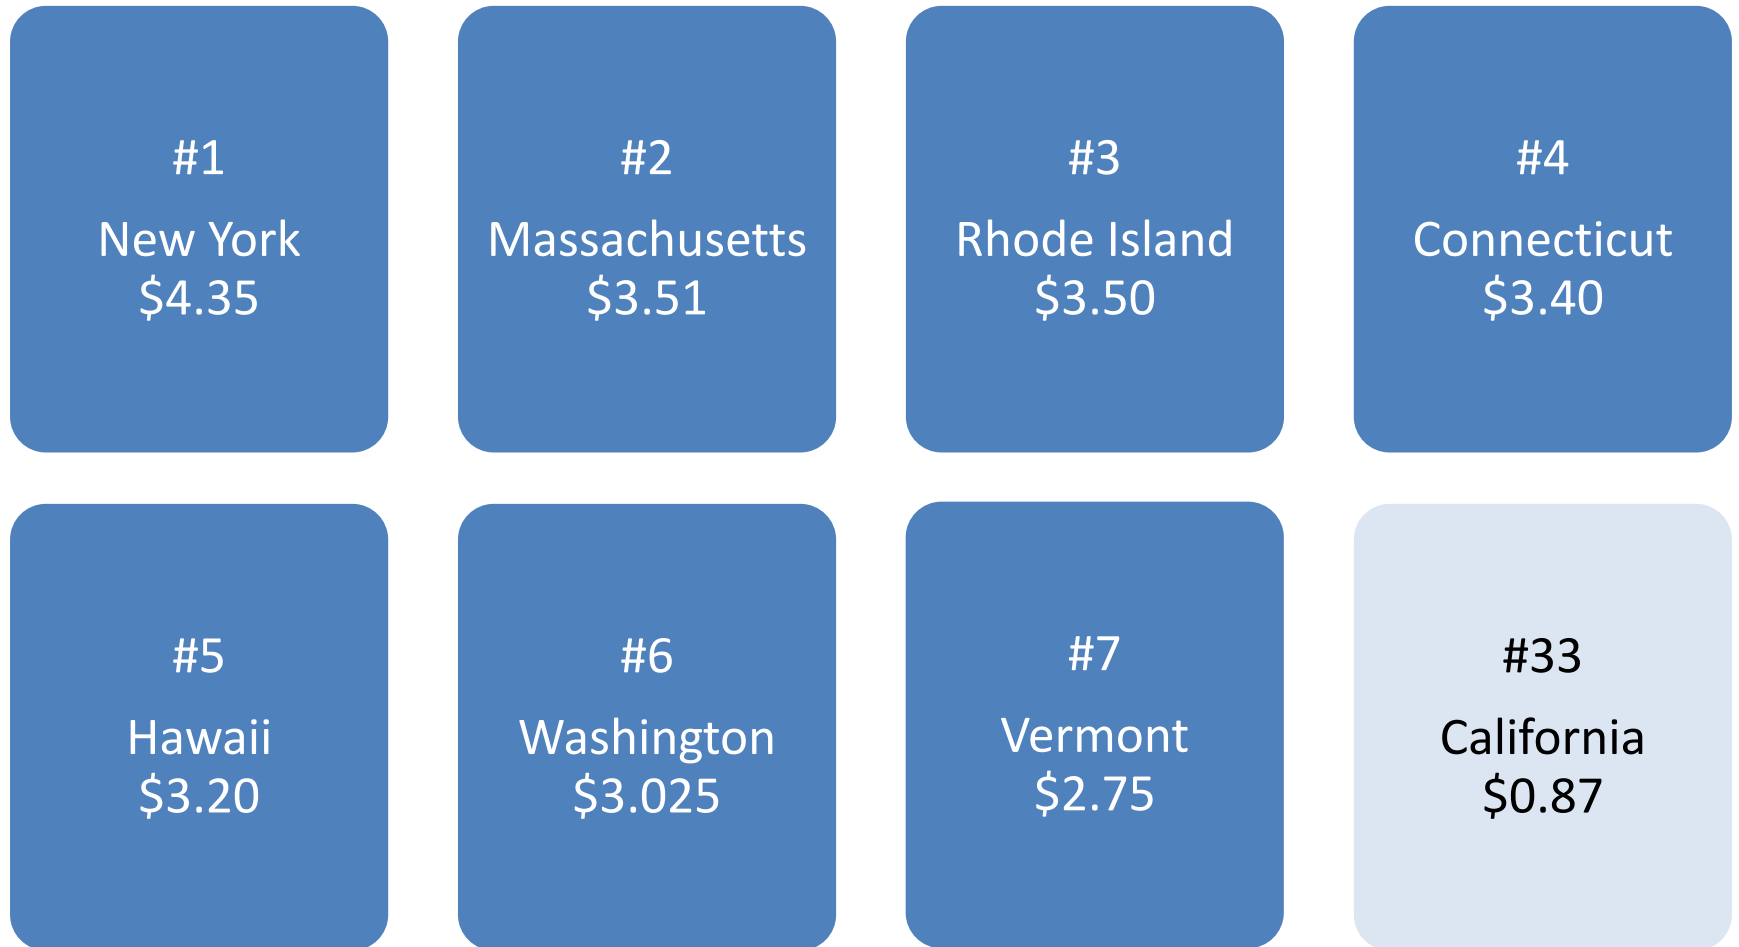 #1
New York
$4.35
#2
Massachusetts
$3.51
#3
Rhode Island
$3.50
#4
Connecticut
$3.40
#5
Hawaii
$3.20
#6
Washington
$3.025
#7
Vermont
$2.75
#33
California
$0.87